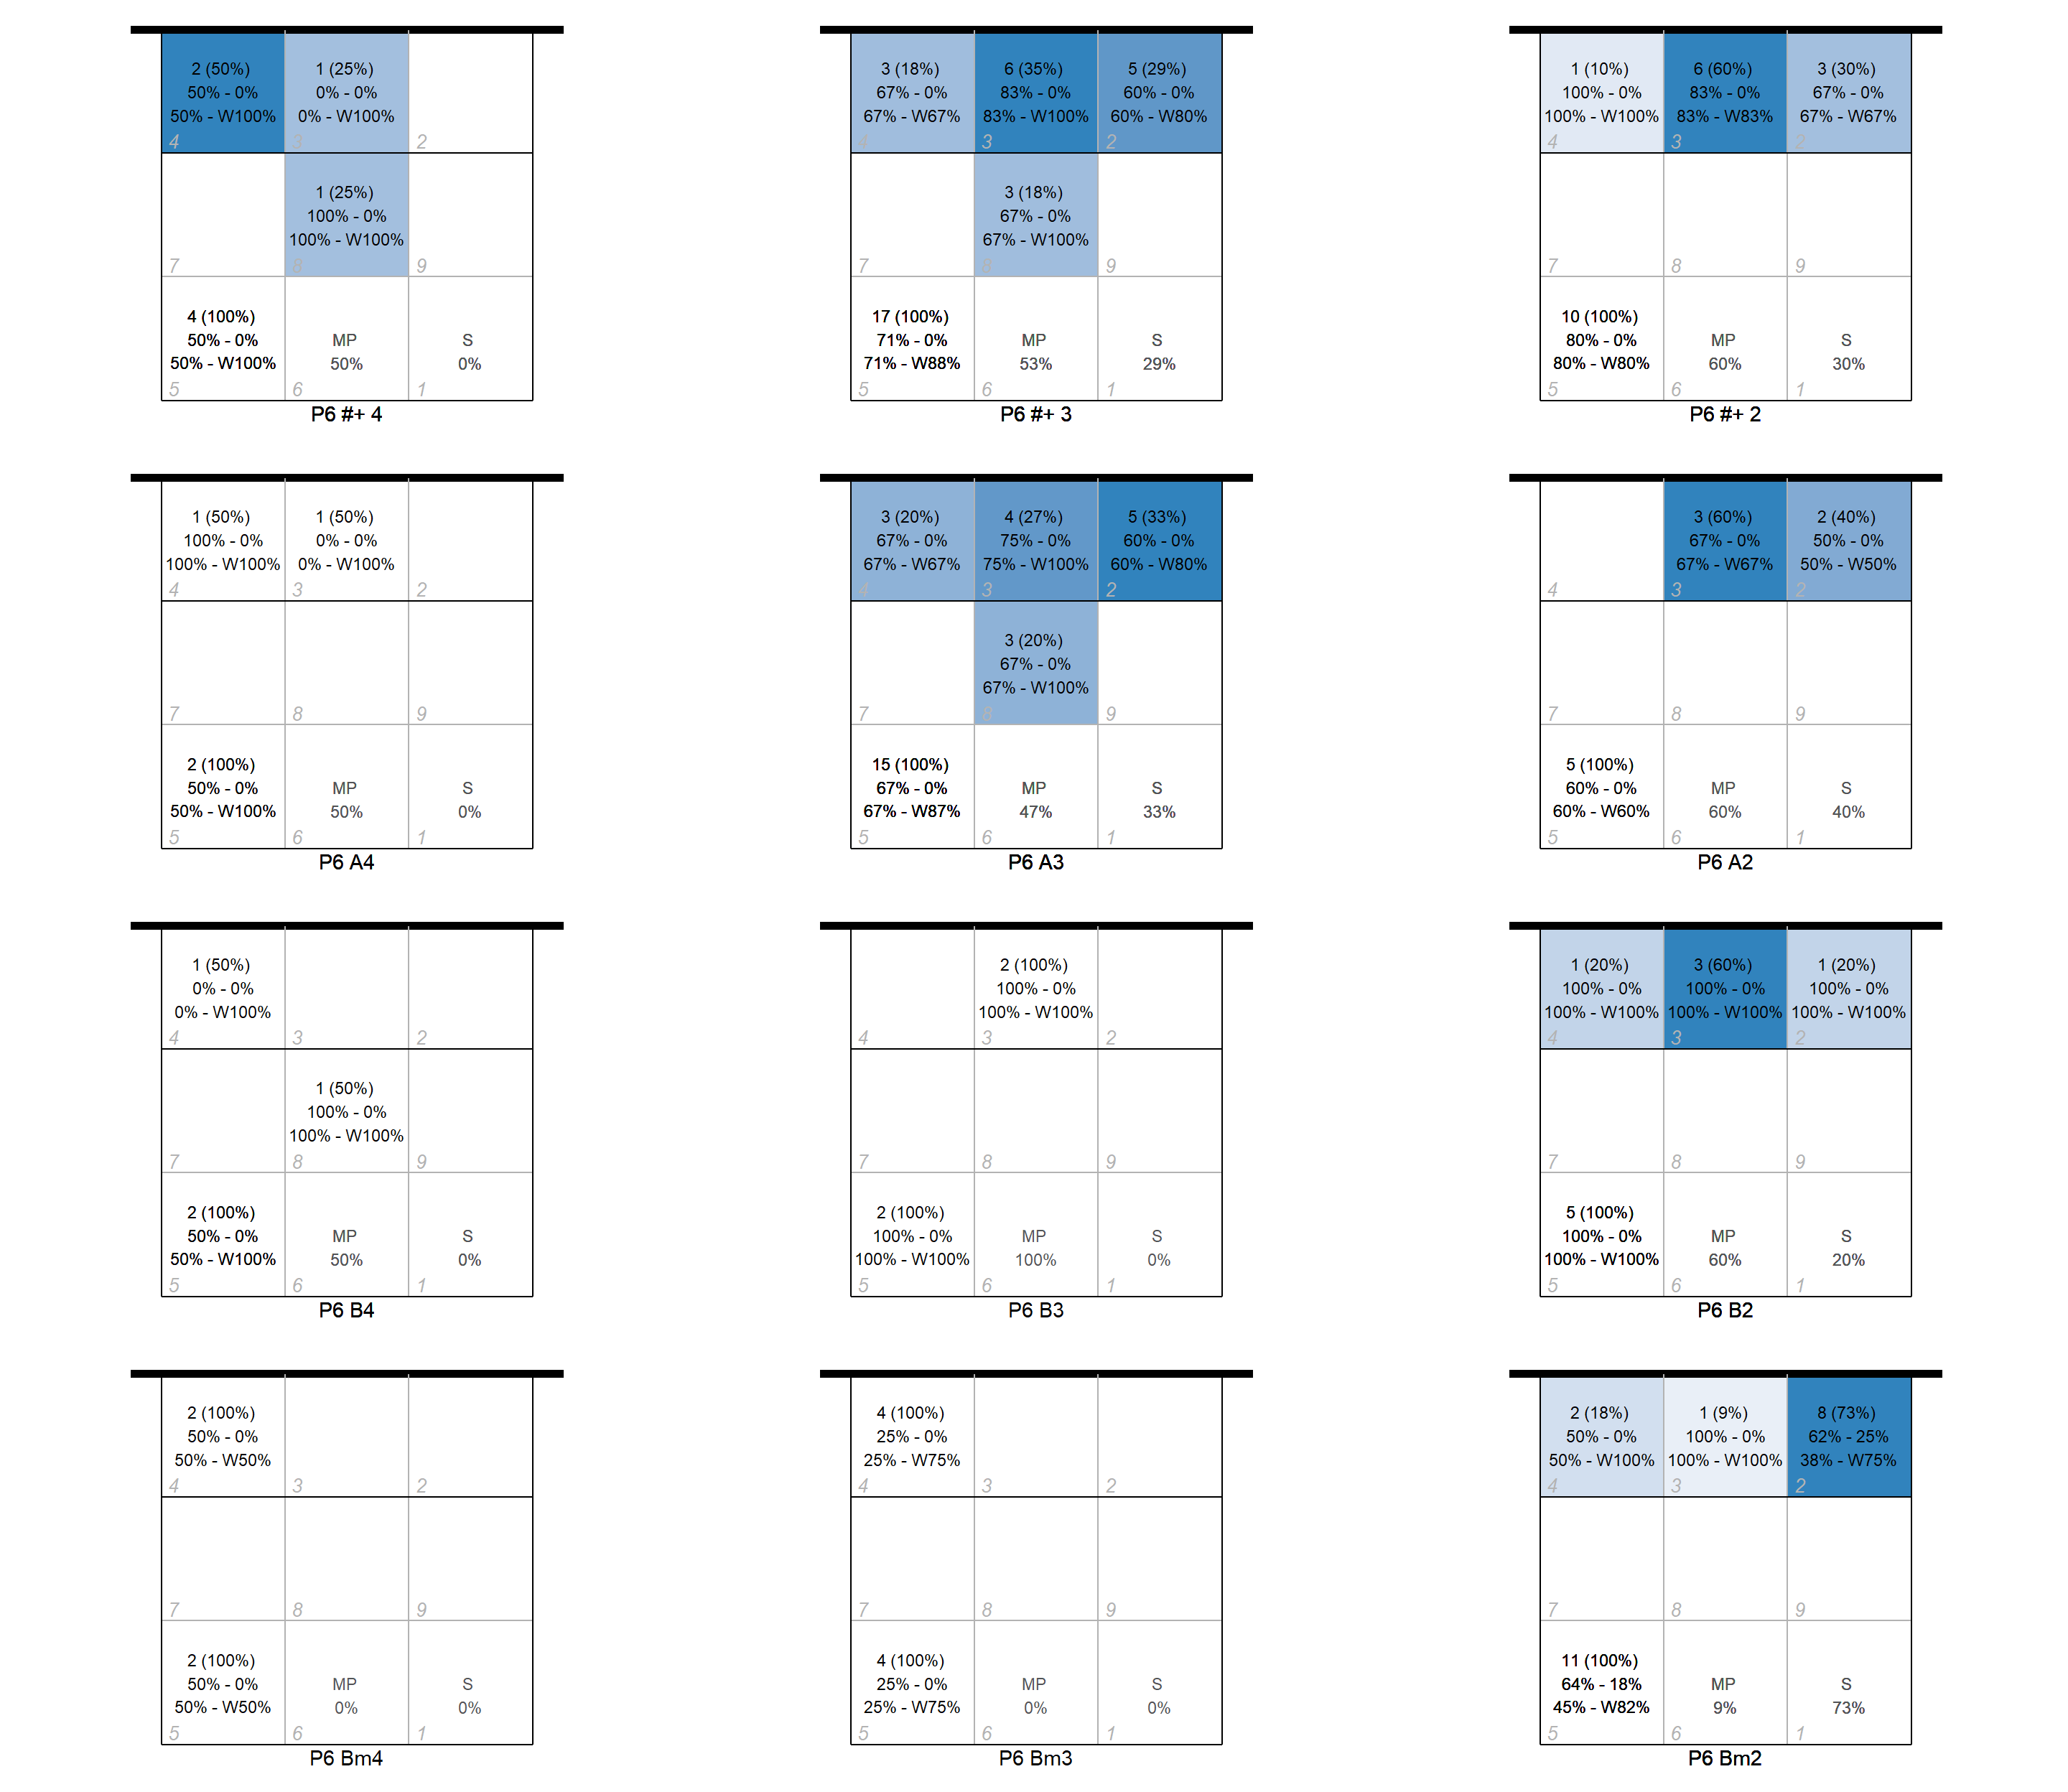 2 (50%) 1 (25%)
50% - 0% 0% - 0%
50% - W100% 0% - W100%
4 3 2
1 (25%)
100% - 0%
100% - W100%
7 8 9
4 (100%)
50% - 0% MP S
50% - W100% 50% 0%
5 6 1
P6 #+ 4
3 (18%) 6 (35%) 5 (29%)
67% - 0% 83% - 0% 60% - 0%
67% - W67% 83% - W100% 60% - W80%
4 3 2
3 (18%)
67% - 0%
67% - W100%
7 8 9
17 (100%)
71% - 0% MP S
71% - W88% 53% 29%
5 6 1
P6 #+ 3
1 (10%) 6 (60%) 3 (30%)
100% - 0% 83% - 0% 67% - 0%
100% - W100% 83% - W83% 67% - W67%
4 3 2
7 8 9
10 (100%)
80% - 0% MP S
80% - W80% 60% 30%
5 6 1
P6 #+ 2
1 (50%) 1 (50%)
100% - 0% 0% - 0%
100% - W100% 0% - W100%
4 3 2
7 8 9
2 (100%)
50% - 0% MP S
50% - W100% 50% 0%
5 6 1
P6 A4
3 (20%) 4 (27%) 5 (33%)
67% - 0% 75% - 0% 60% - 0%
67% - W67% 75% - W100% 60% - W80%
4 3 2
3 (20%)
67% - 0%
67% - W100%
7 8 9
15 (100%)
67% - 0% MP S
67% - W87% 47% 33%
5 6 1
P6 A3
3 (60%) 2 (40%)
67% - 0% 50% - 0%
67% - W67% 50% - W50%
4 3 2
7 8 9
5 (100%)
60% - 0% MP S
60% - W60% 60% 40%
5 6 1
P6 A2
1 (50%)
0% - 0%
0% - W100%
4 3 2
1 (50%)
100% - 0%
100% - W100%
7 8 9
2 (100%)
50% - 0% MP S
50% - W100% 50% 0%
5 6 1
P6 B4
2 (100%)
100% - 0%
100% - W100%
4 3 2
7 8 9
2 (100%)
100% - 0% MP S
100% - W100% 100% 0%
5 6 1
P6 B3
1 (20%) 3 (60%) 1 (20%)
100% - 0% 100% - 0% 100% - 0%
100% - W100% 100% - W100% 100% - W100%
4 3 2
7 8 9
5 (100%)
100% - 0% MP S
100% - W100% 60% 20%
5 6 1
P6 B2
2 (100%)
50% - 0%
50% - W50%
4 3 2
7 8 9
2 (100%)
50% - 0% MP S
50% - W50% 0% 0%
5 6 1
P6 Bm4
4 (100%)
25% - 0%
25% - W75%
4 3 2
7 8 9
4 (100%)
25% - 0% MP S
25% - W75% 0% 0%
5 6 1
P6 Bm3
2 (18%) 1 (9%) 8 (73%)
50% - 0% 100% - 0% 62% - 25%
50% - W100% 100% - W100% 38% - W75%
4 3 2
7 8 9
11 (100%)
64% - 18% MP S
45% - W82% 9% 73%
5 6 1
P6 Bm2